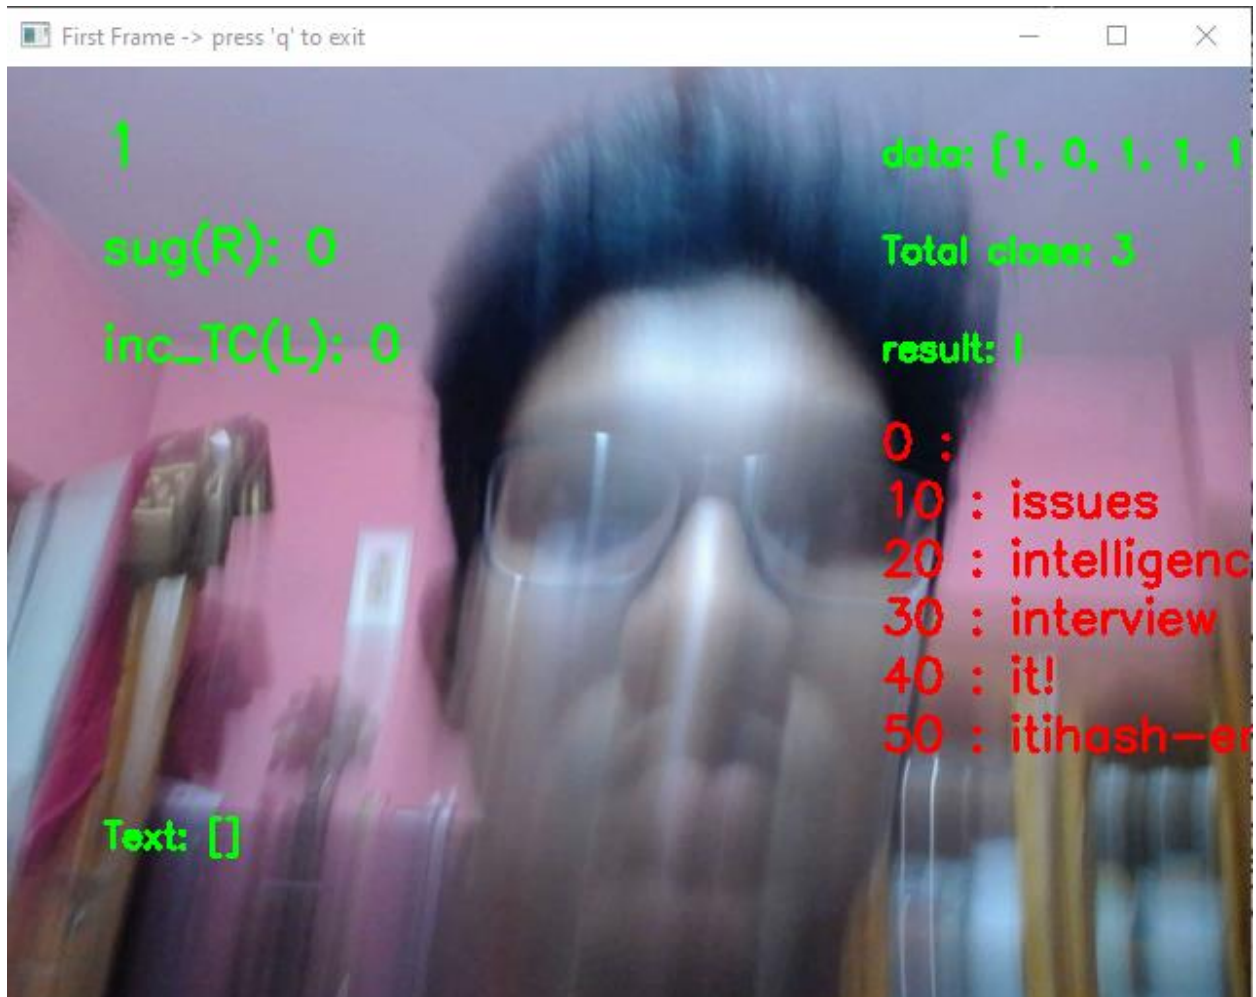 First Frame -> press 'q' to exit
1
sug(R): 0
inc_TC(L): 0
data: [1, 0, 1, 1, 1
Total close: 3
result: I
0 :
10 : issues
20 : intelligenc
30 : interview
40 : it!
50 : itihash-er
Text: []